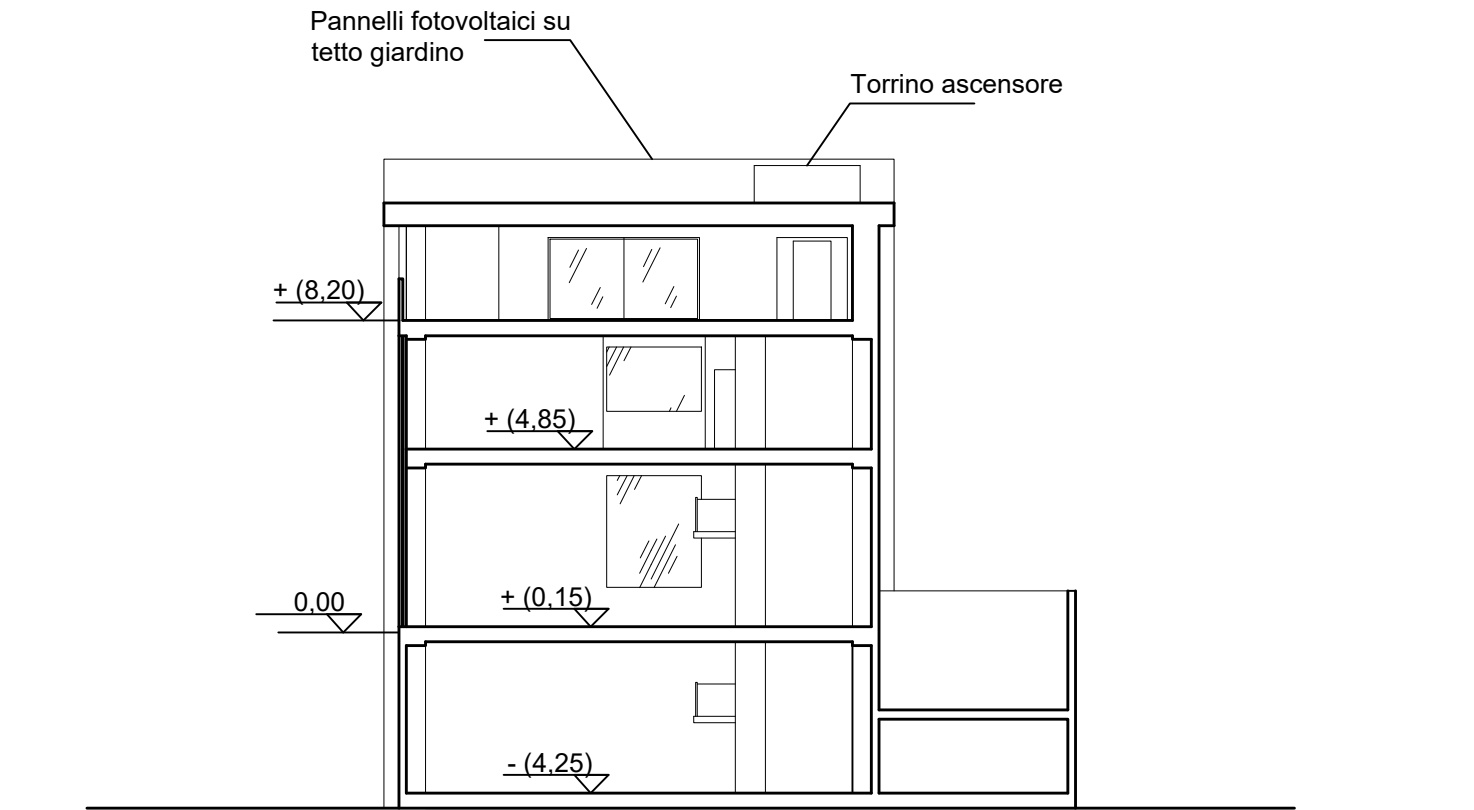 Pannelli fotovoltaici su
tetto giardino
Torrino ascensore
+ (8,20)
+ (4,85)
+ (0,15)
0,00
- (4,25)